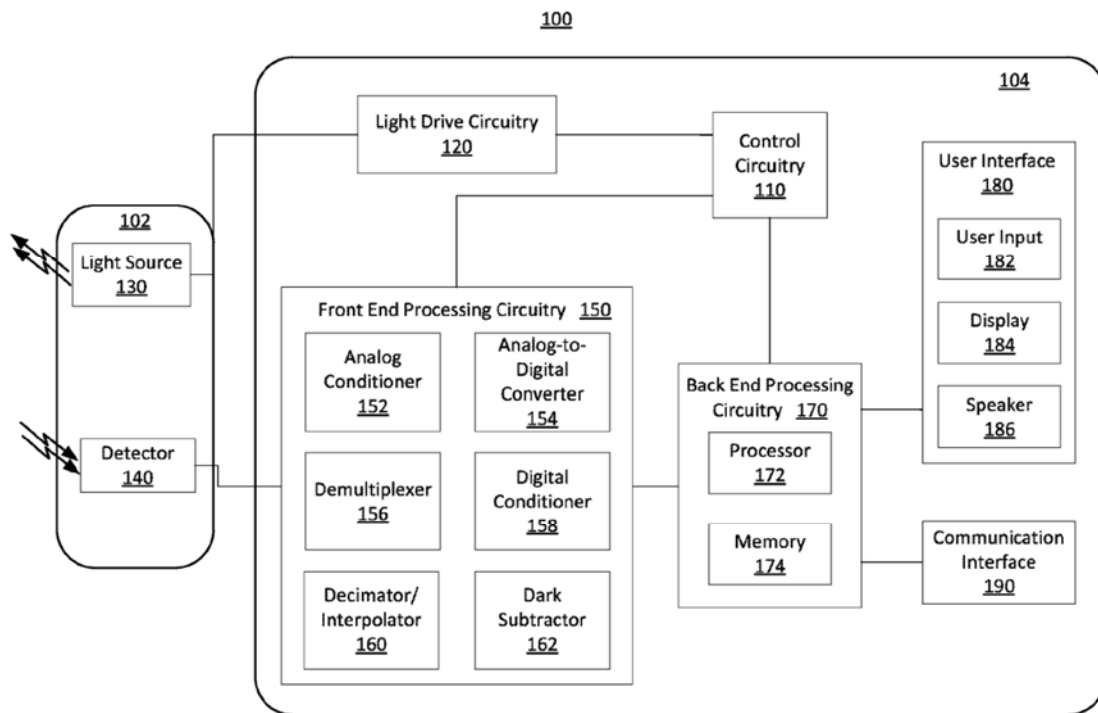 100
104
Light Drive Circuitry
120
Control
Circuitry
110
User Interface
180
User Input
182
Display
184
Speaker
186
102
Light Source
130
Detector
140
Front End Processing Circuitry 150
Analog
Conditioner
152
Analog-to-
Digital
Converter
154
Demultiplexer
156
Digital
Conditioner
158
Decimator/
Interpolator
160
Dark
Subtractor
162
Back End Processing
Circuitry 170
Processor
172
Memory
174
Communication
Interface
190